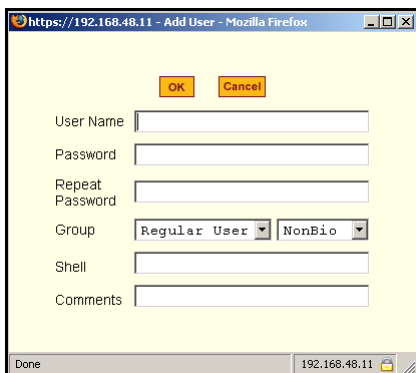 https://192.168.48.11 - Add User - Mozilla Firefox
OK Cancel
User Name
Password
Repeat
Password
Group Regular User NonBio
Shell
Comments
Done 192.168.48.11